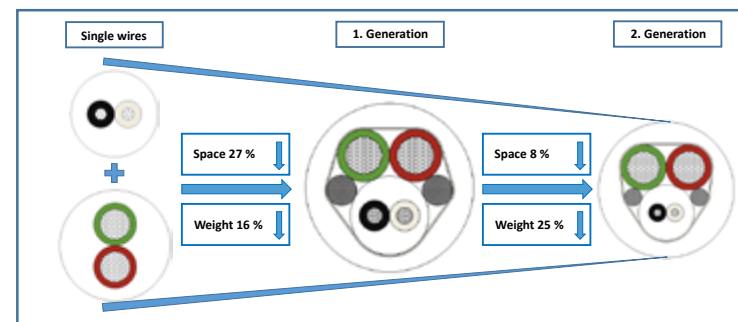 Single wires
1. Generation
2. Generation
Space 27 %
Weight 16 %
Space 8 %
Weight 25 %